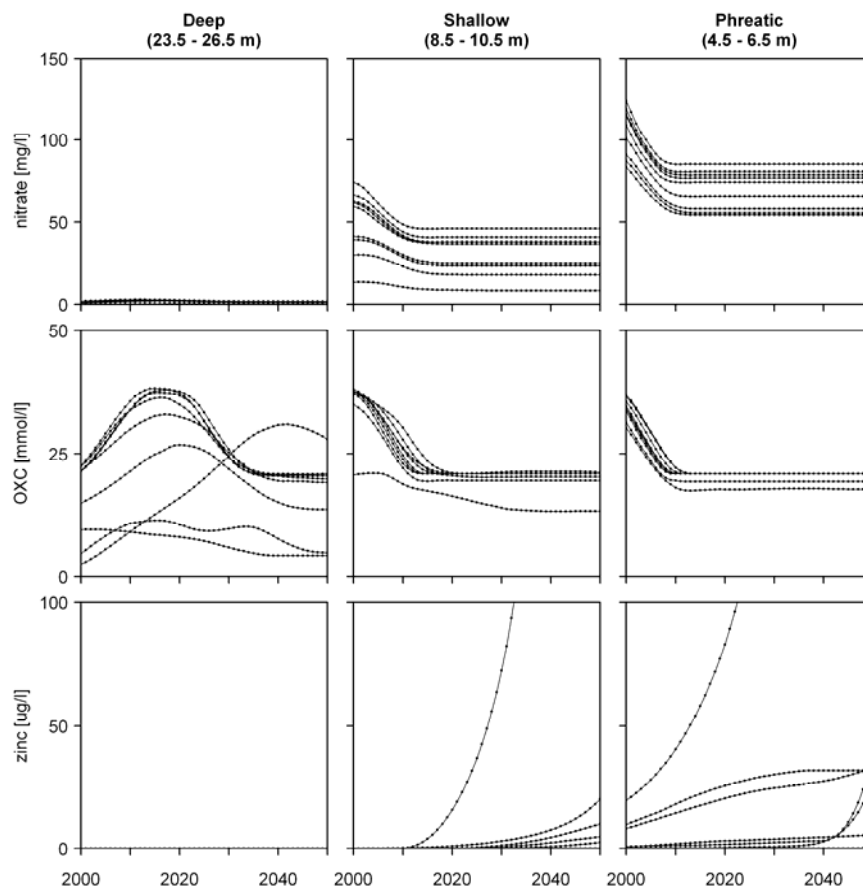 Deep
(23.5 - 26.5 m)
Shallow
(8.5 - 10.5 m)
Phreatic
(4.5 - 6.5 m)
nitrate [mg/l]
150
100
50
0
OXC [mmol/l]
50
25
0
zinc [ug/l]
100
50
0
2000 2020 2040
2000 2020 2040
2000 2020 2040